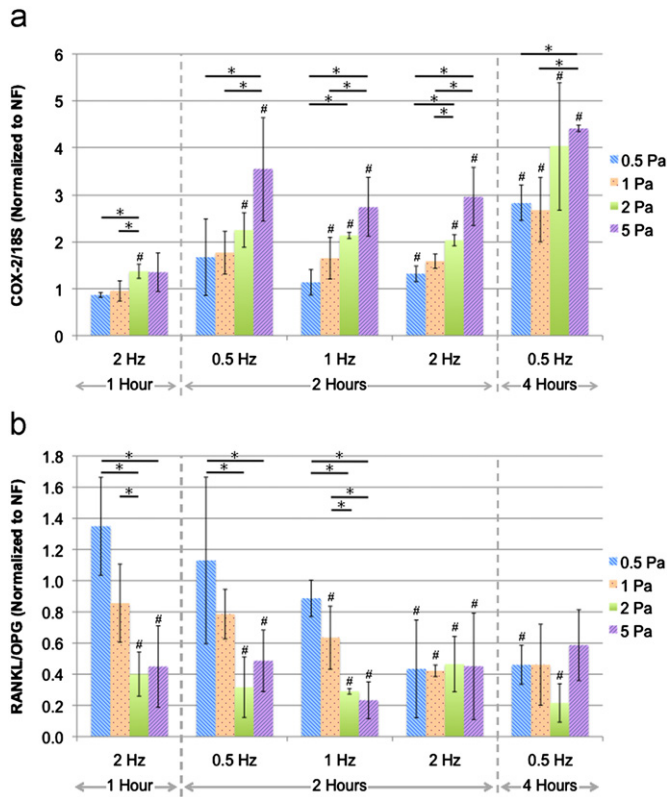 a
COX-2/18S (Normalized to NF)
6
5
4
3
2
1
0
* * * * * * * * * * * * *
# # # # # # # # # # # # #
0.5 Pa
1 Pa
2 Pa
5 Pa
2 Hz 0.5 Hz 1 Hz 2 Hz 0.5 Hz
1 Hour 2 Hours 4 Hours
b
RANKL/OPG (Normalized to NF)
1.8
1.6
1.4
1.2
1.0
0.8
0.6
0.4
0.2
0.0
* * * * * * * * *
# # # # # # # # # # #
0.5 Pa
1 Pa
2 Pa
5 Pa
2 Hz 0.5 Hz 1 Hz 2 Hz 0.5 Hz
1 Hour 2 Hours 4 Hours